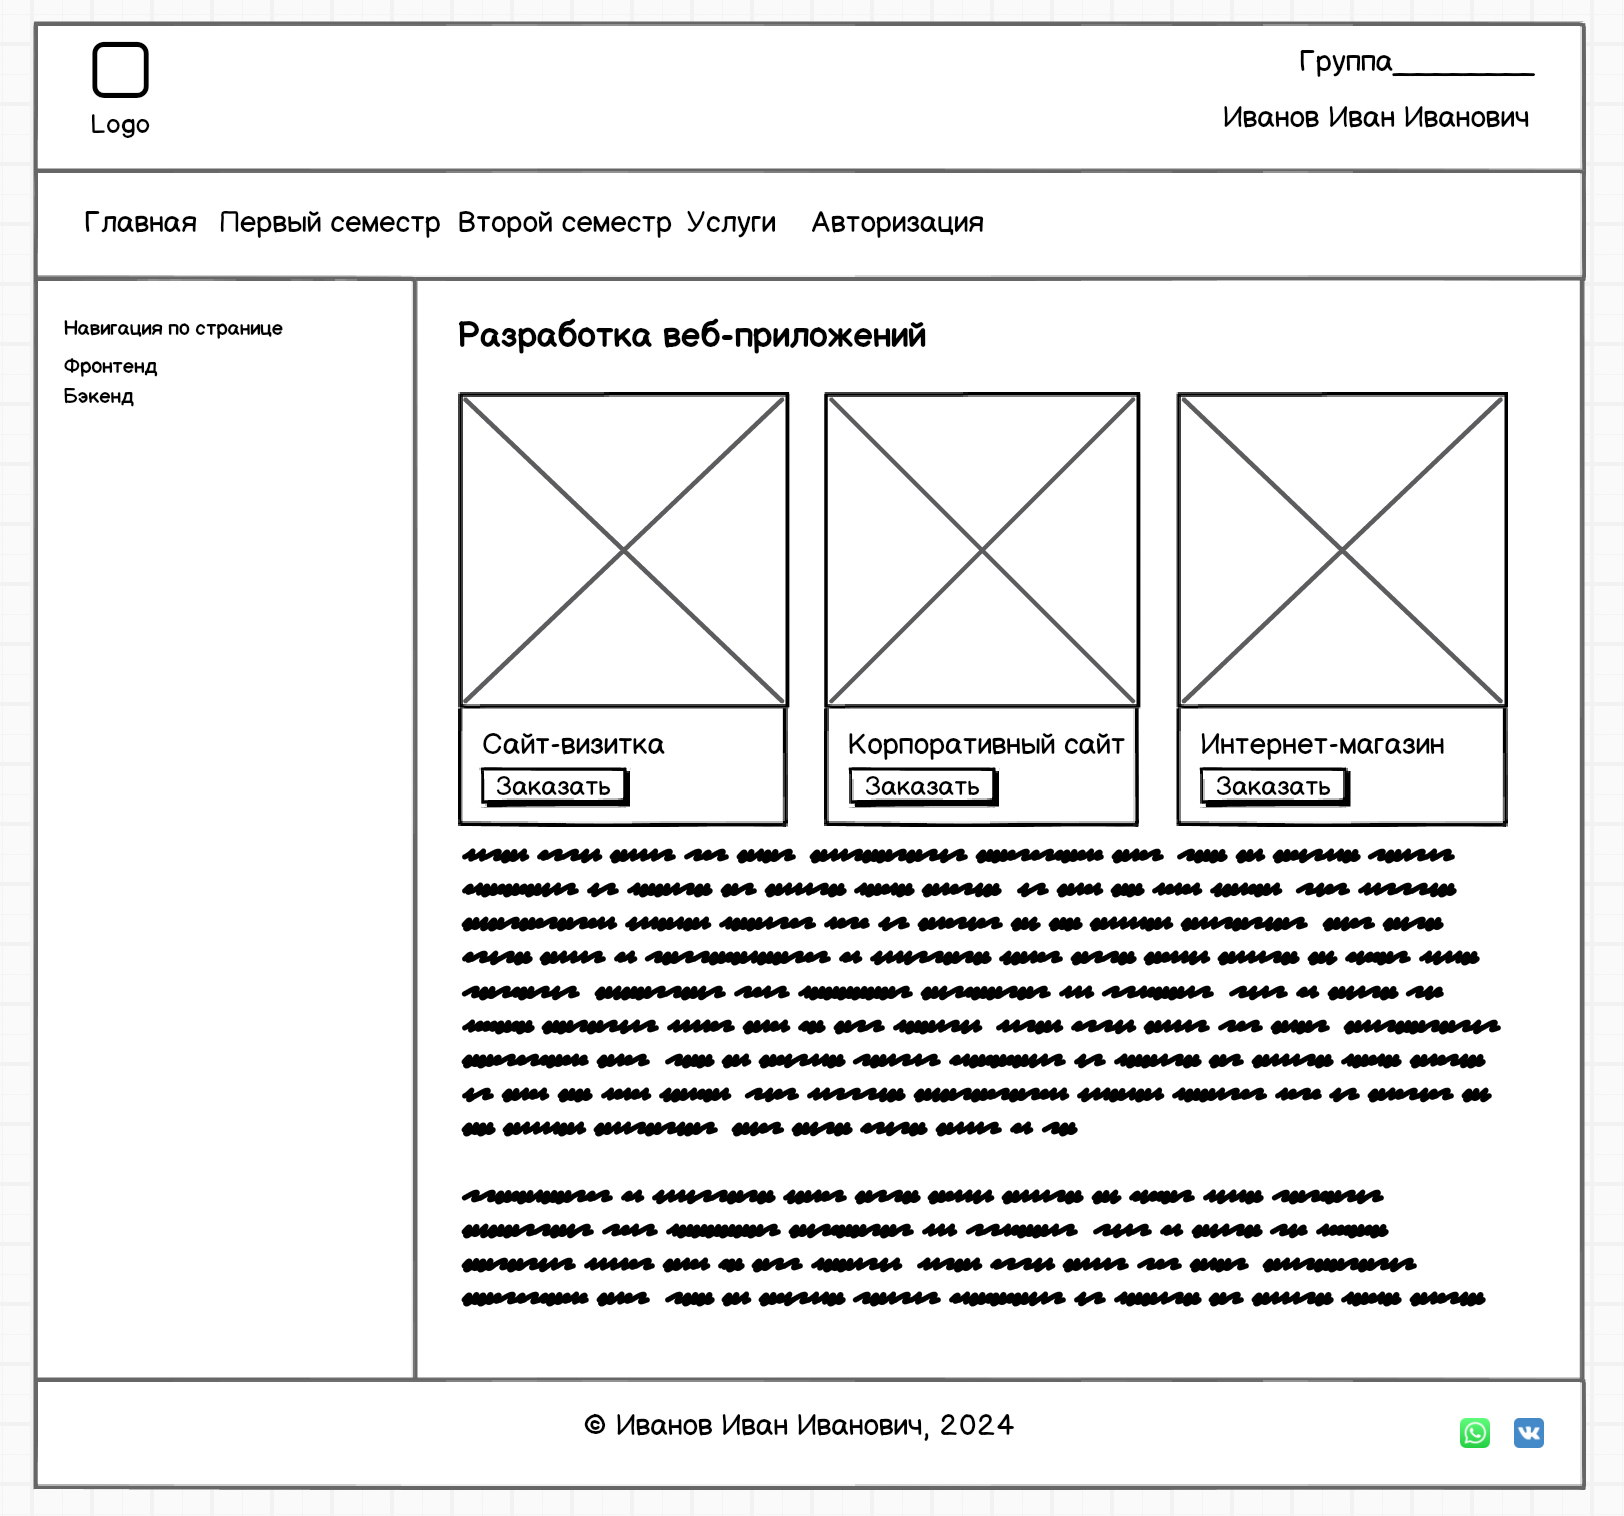 Logo
Группа_________
Иванов Иван Иванович
Главная Первый семестр Второй семестр Услуги Авторизация
Навигация по странице
Фронтенд
Бэкенд
Разработка веб-приложений
Сайт-визитка
Заказать
Корпоративный сайт
Заказать
Интернет-магазин
Заказать
© Иванов Иван Иванович, 2024